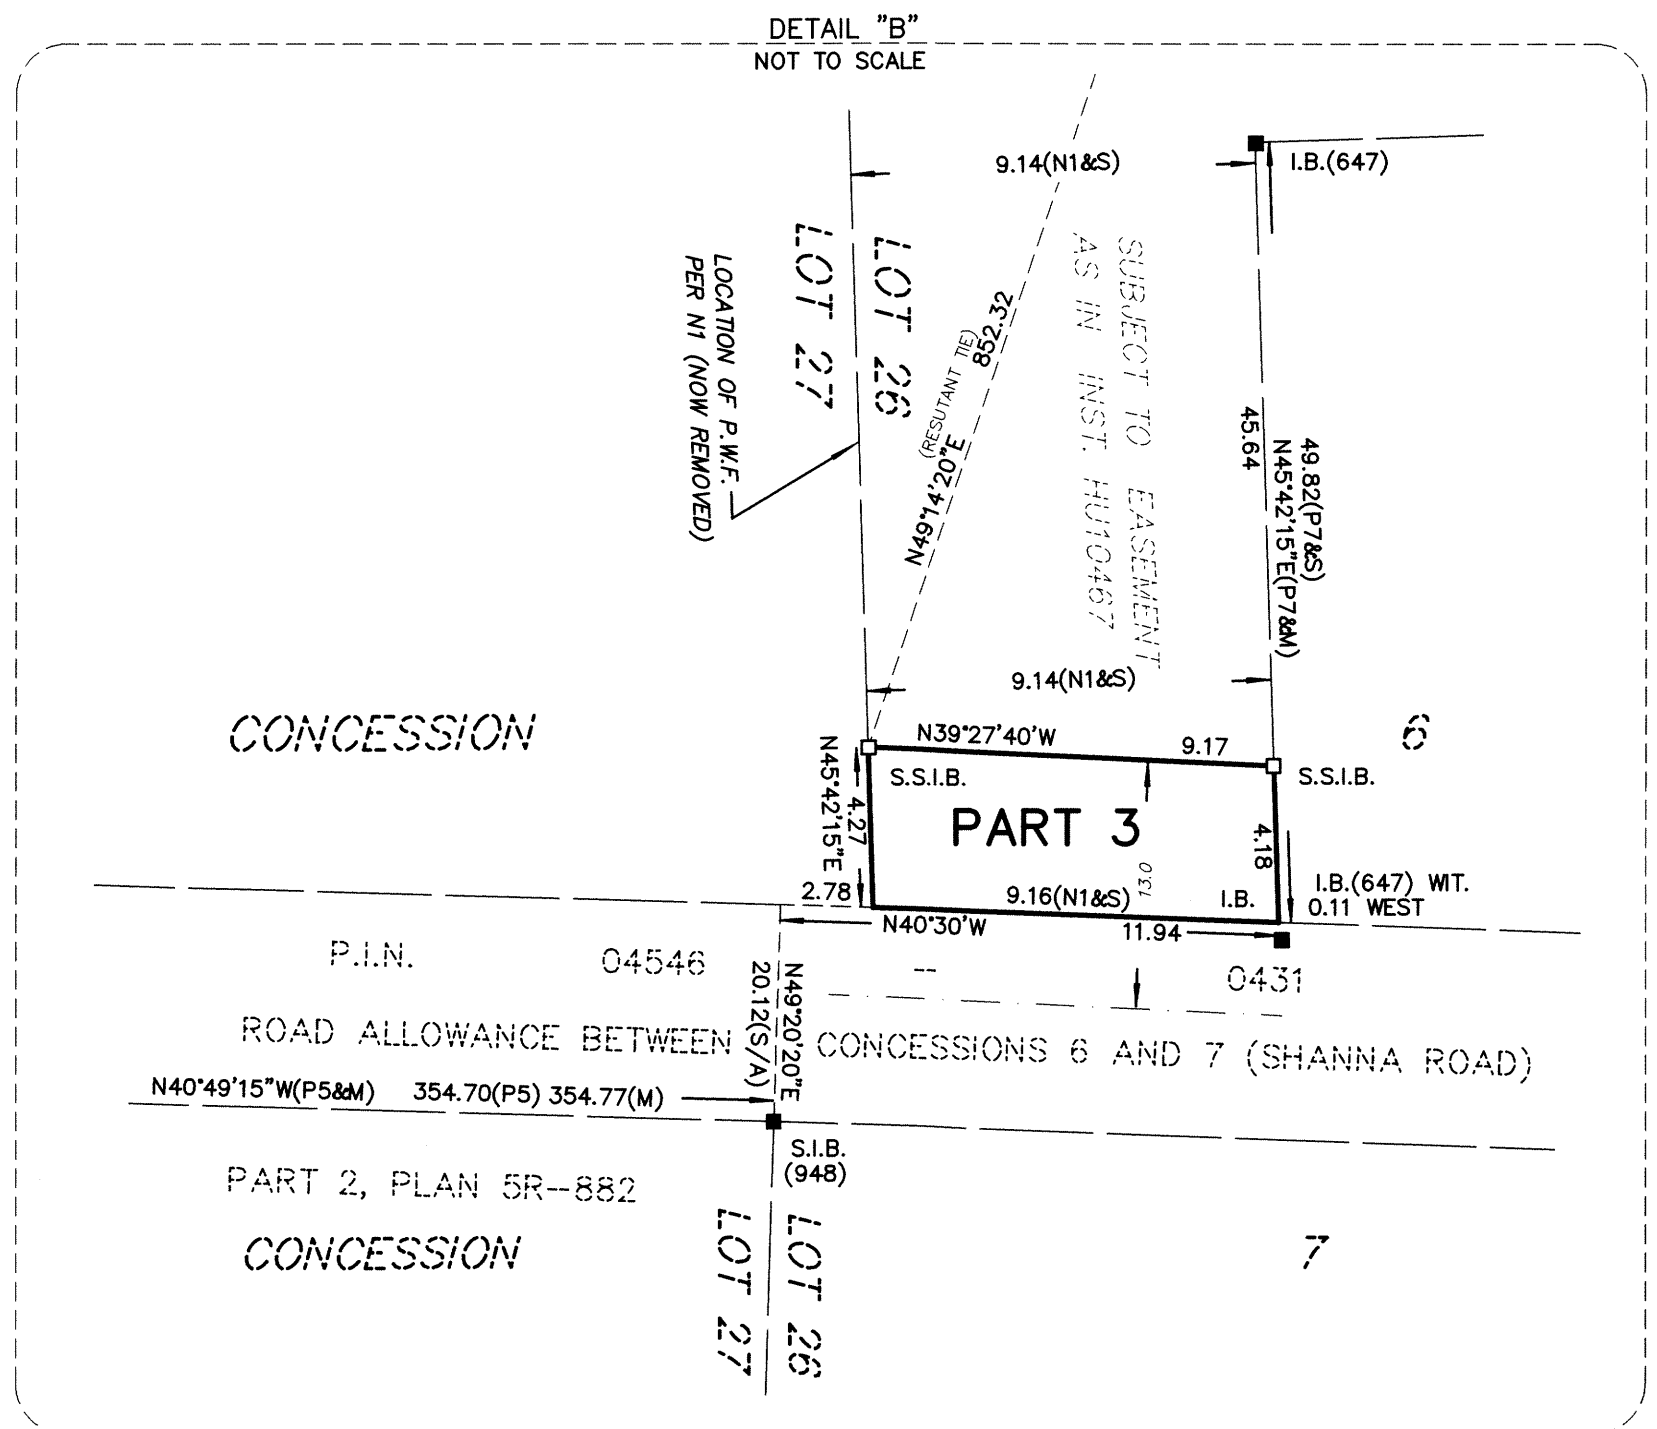 DETAIL "B"
NOT TO SCALE
9.14(N1&S)
I.B.(647)
LOT 27
LOT 26
LOCATION OF P.W.F.
PER N1 (NOW REMOVED)
(RESUTANT TIE)
852.32
N49°14'20"E
SUBJECT TO EASEMENT
AS IN INST. HU10467
45.64
49.82(P7&S)
N45°42'15"E(P7&M)
9.14(N1&S)
CONCESSION
6
N39°27'40"W
9.17
S.S.I.B.
S.S.I.B.
N45°42'15"E
4.27
PART 3
13.0
4.18
2.78
9.16(N1&S)
I.B.
I.B.(647) WIT.
0.11 WEST
N40°30'W
11.94
P.I.N. 04546 -- 0431
N49°20'20"E
20.12(S/A)
ROAD ALLOWANCE BETWEEN CONCESSIONS 6 AND 7 (SHANNA ROAD)
N40°49'15"W(P5&M) 354.70(P5) 354.77(M)
S.I.B.
(948)
PART 2, PLAN 5R-882
LOT 27
LOT 26
CONCESSION
7